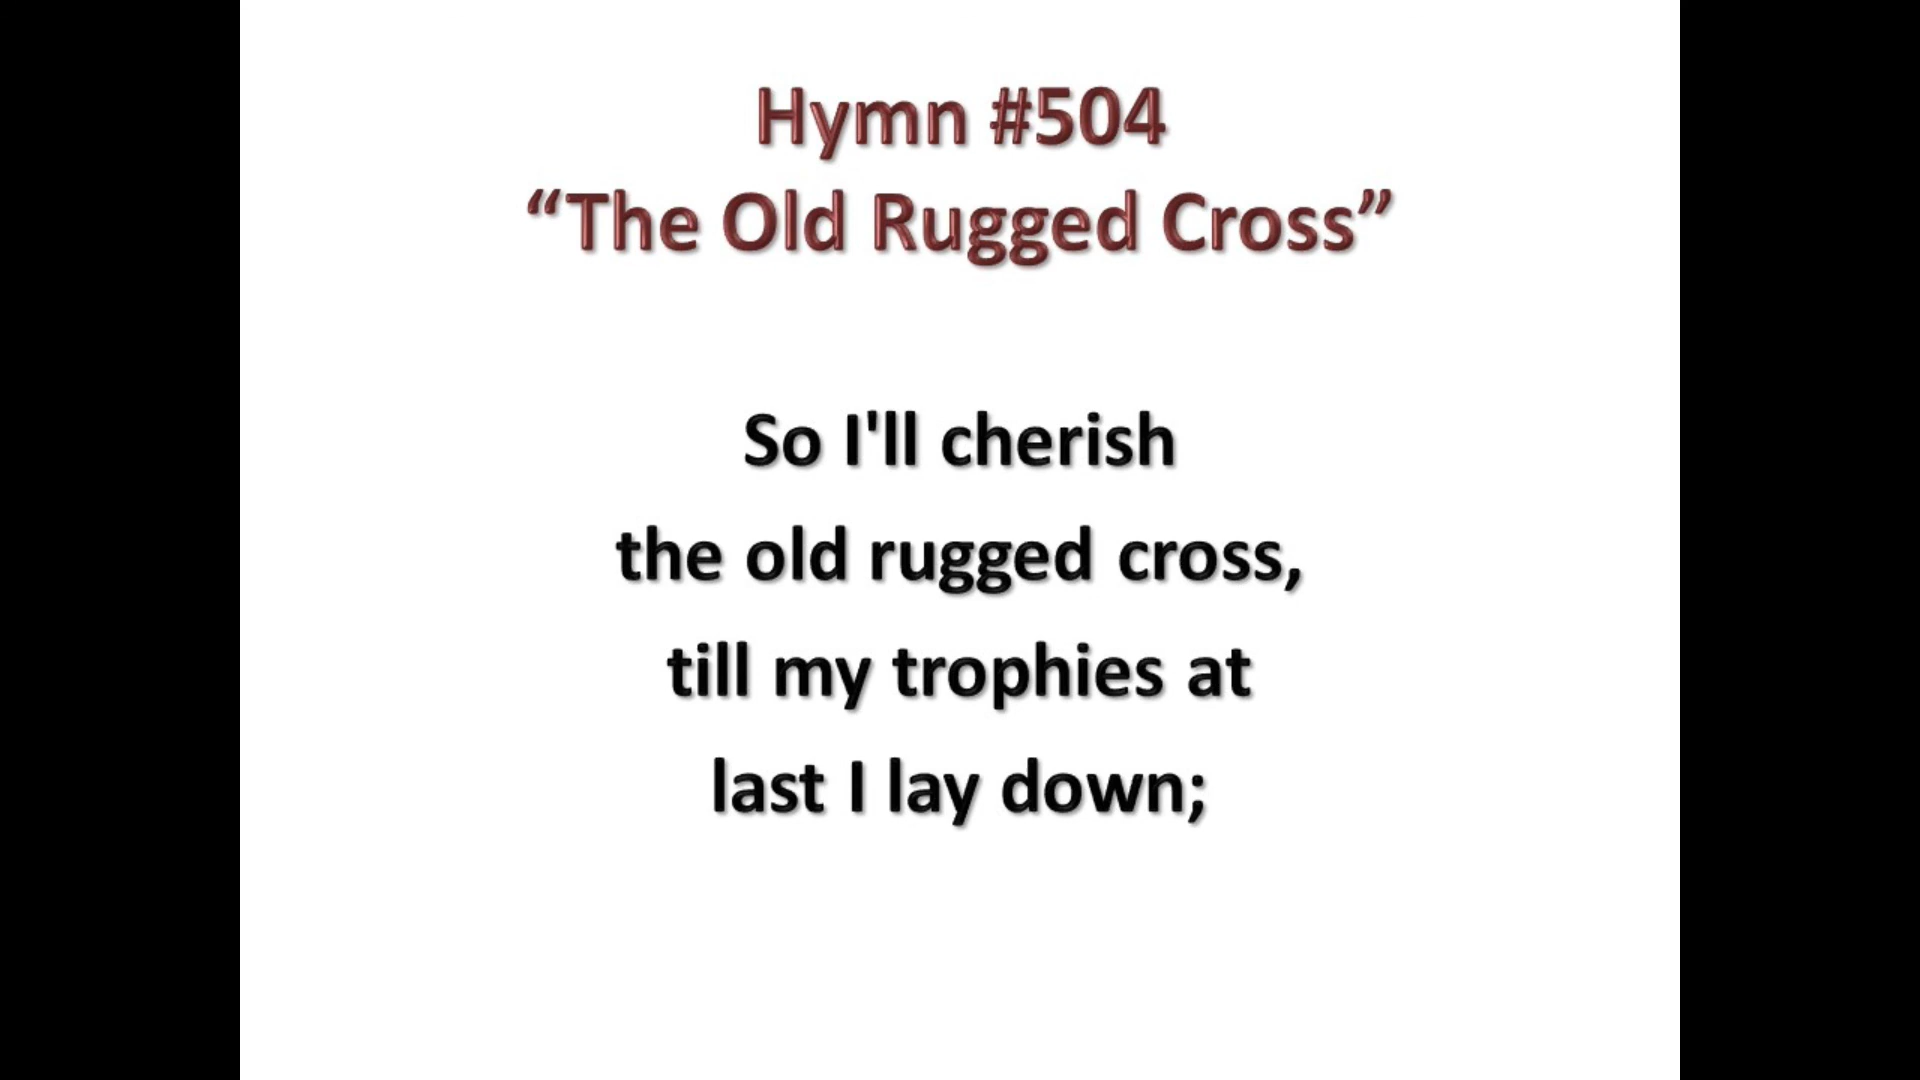 Hymn #504
“The Old Rugged Cross”
So I'll cherish
the old rugged cross,
till my trophies at
last I lay down;